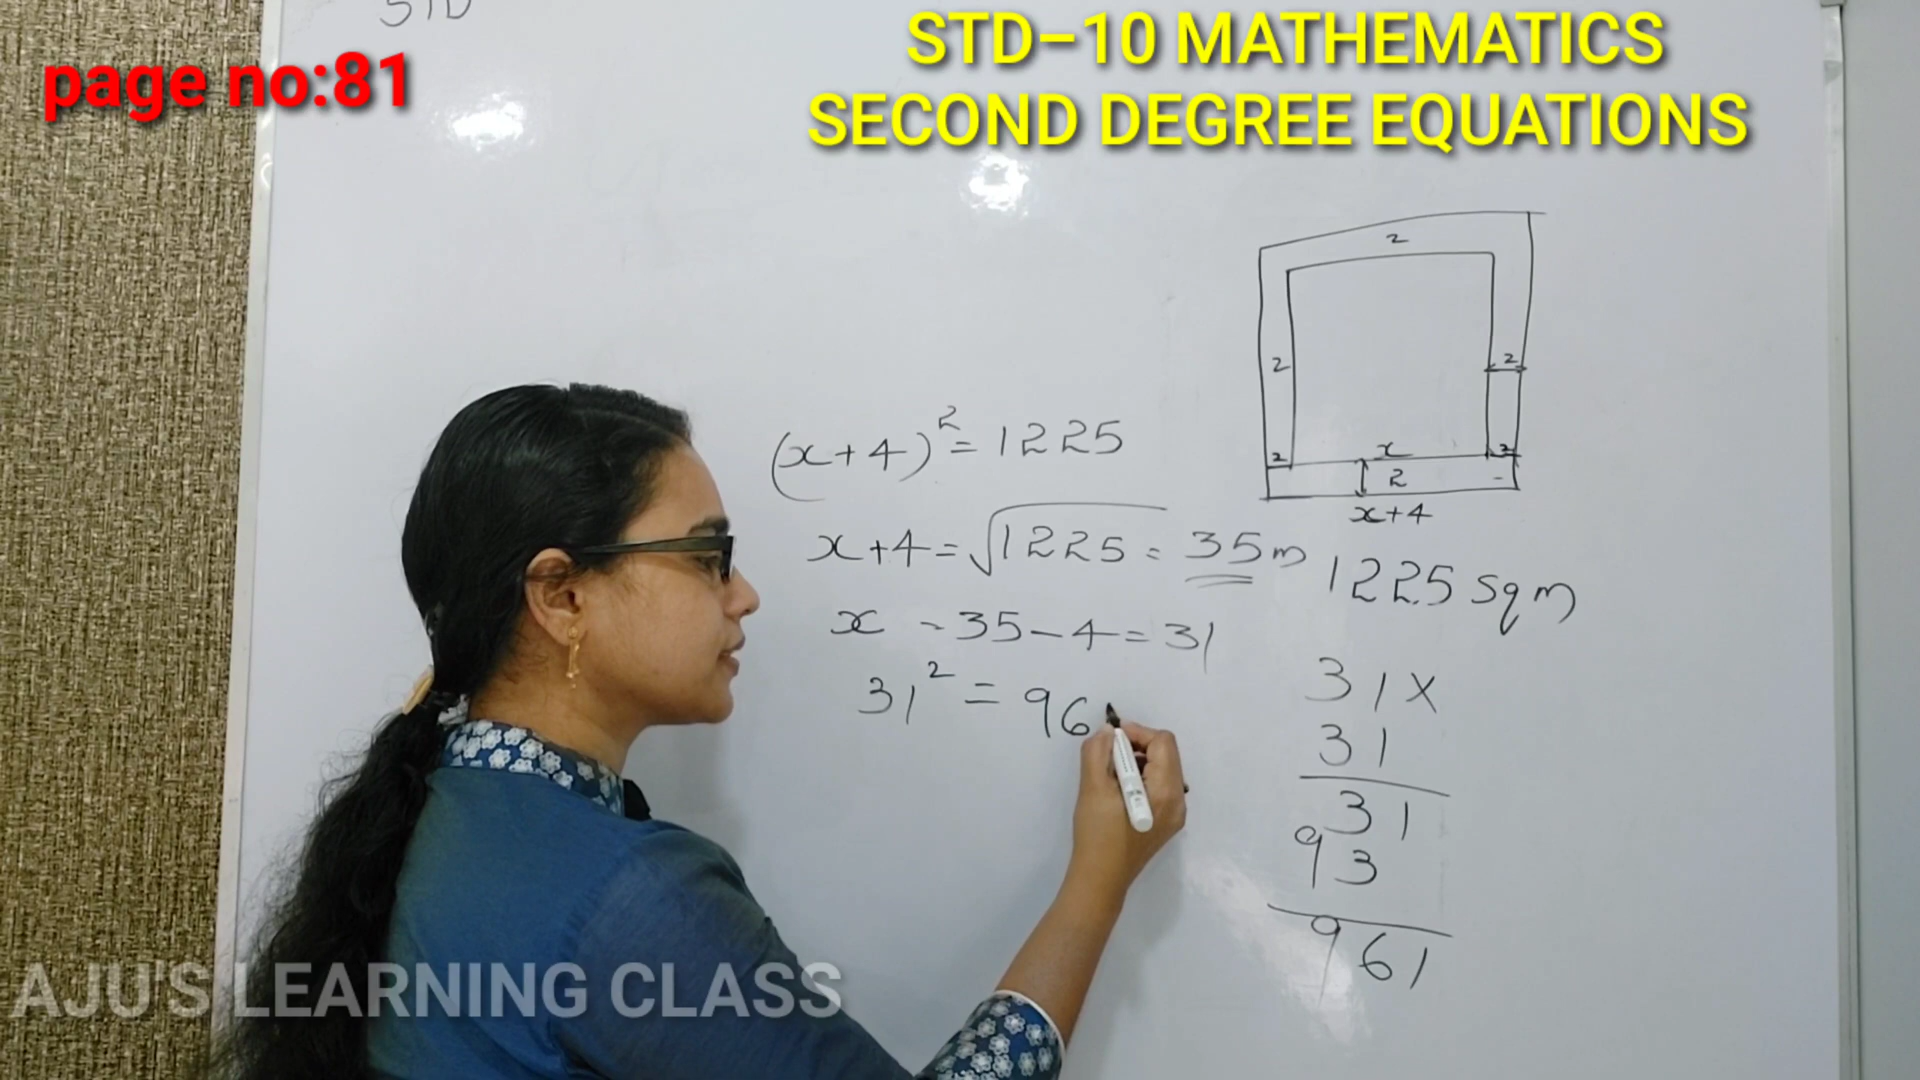 STD
page no:81
STD–10 MATHEMATICS
SECOND DEGREE EQUATIONS
2
2
2
2
2
x
2
x+4
(x+4)² = 1225
x+4 = √1225 = 35m
1225 sqm
x = 35 – 4 = 31
31² = 96
31 x
31
31
93
961
AJU'S LEARNING CLASS